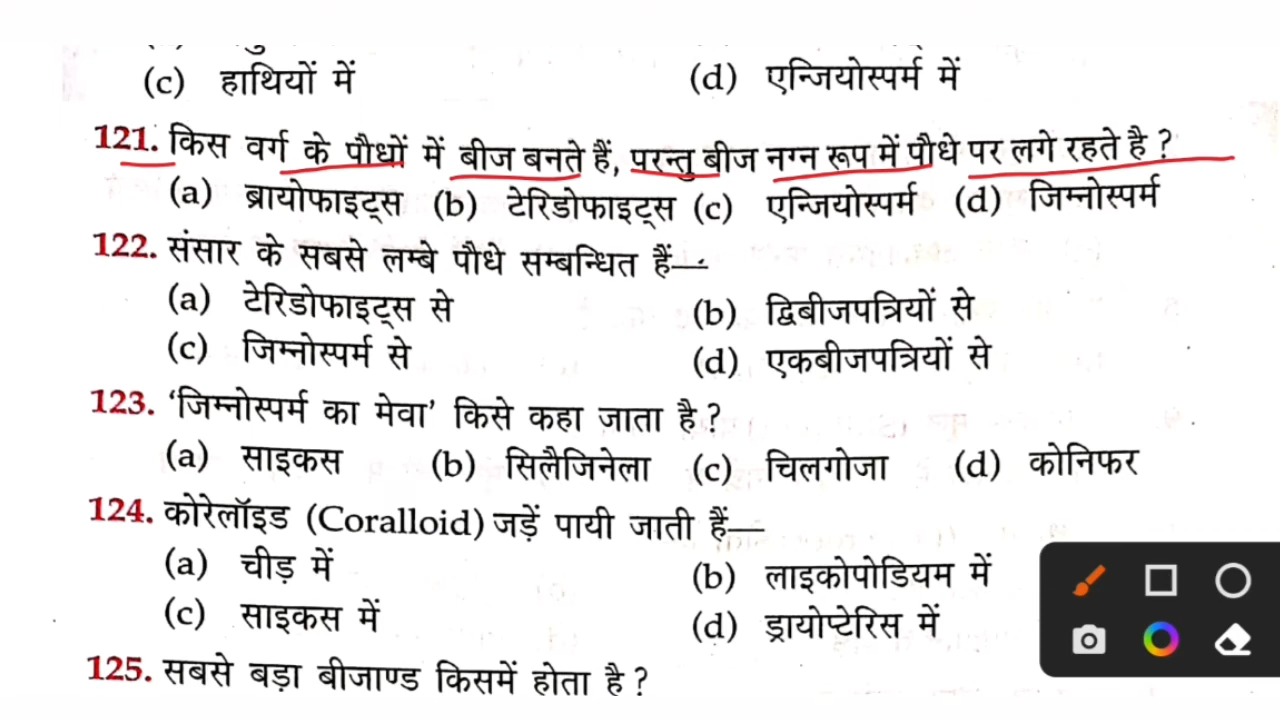 (c) हाथियों में (d) एन्जियोस्पर्म में
121. किस वर्ग के पौधों में बीज बनते हैं, परन्तु बीज नग्न रूप में पौधे पर लगे रहते है ?
(a) ब्रायोफाइट्स (b) टेरिडोफाइट्स (c) एन्जियोस्पर्म (d) जिम्नोस्पर्म
122. संसार के सबसे लम्बे पौधे सम्बन्धित हैं—
(a) टेरिडोफाइट्स से (b) द्विबीजपत्रियों से
(c) जिम्नोस्पर्म से (d) एकबीजपत्रियों से
123. ‘जिम्नोस्पर्म का मेवा’ किसे कहा जाता है ?
(a) साइकस (b) सिलैजिनेला (c) चिलगोजा (d) कोनिफर
124. कोरेलॉइड (Coralloid) जड़ें पायी जाती हैं—
(a) चीड़ में (b) लाइकोपोडियम में
(c) साइकस में (d) ड्रायोप्टेरिस में
125. सबसे बड़ा बीजाण्ड किसमें होता है ?